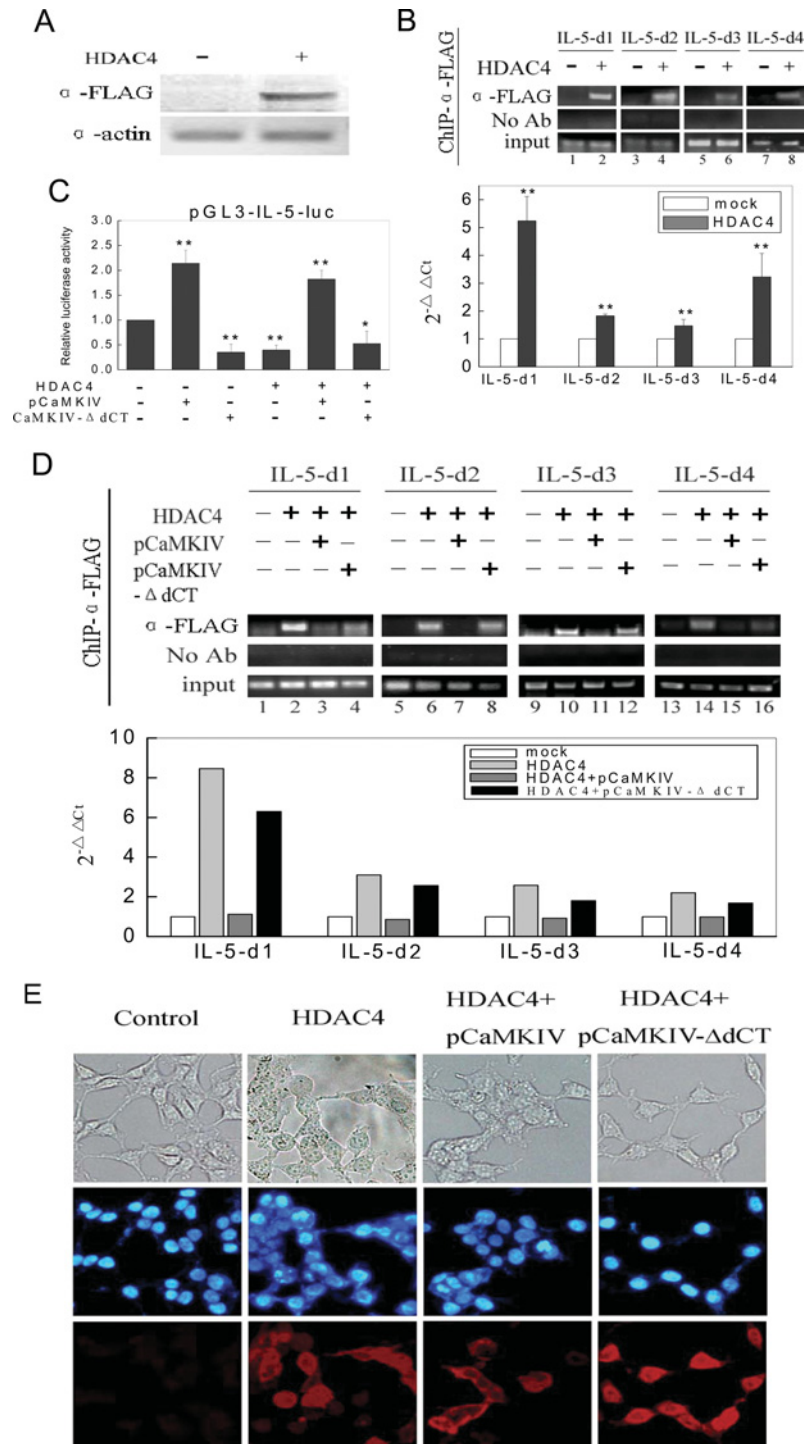 A
HDAC4 - +
α-FLAG
α-actin
B
ChIP-α-FLAG
IL-5-d1 IL-5-d2 IL-5-d3 IL-5-d4
HDAC4 - + - + - + - +
α-FLAG
No Ab
input
1 2 3 4 5 6 7 8
mock
HDAC4
2-△△Ct
6
5
4
3
2
1
0
** ** ** **
IL-5-d1 IL-5-d2 IL-5-d3 IL-5-d4
C
pGL3-IL-5-luc
Relative luciferase activity
3.0
2.5
2.0
1.5
1.0
0.5
0.0
** ** ** ** *
HDAC4 - - - + + +
pCaMKIV - + - - + -
CaMKIV-ΔdCT - - + - - +
D
ChIP-α-FLAG
IL-5-d1 IL-5-d2 IL-5-d3 IL-5-d4
HDAC4 — + + + — + + + — + + + — + + +
pCaMKIV — — + — — — + — — — + — — — + —
pCaMKIV — — — + — — — + — — — + — — — +
-ΔdCT
α-FLAG
No Ab
input
1 2 3 4 5 6 7 8 9 10 11 12 13 14 15 16
mock
HDAC4
HDAC4+pCaMKIV
HDAC4+pCaMKIV-ΔdCT
2-△△Ct
10
8
6
4
2
0
IL-5-d1 IL-5-d2 IL-5-d3 IL-5-d4
E
Control HDAC4 HDAC4+ pCaMKIV HDAC4+ pCaMKIV-ΔdCT